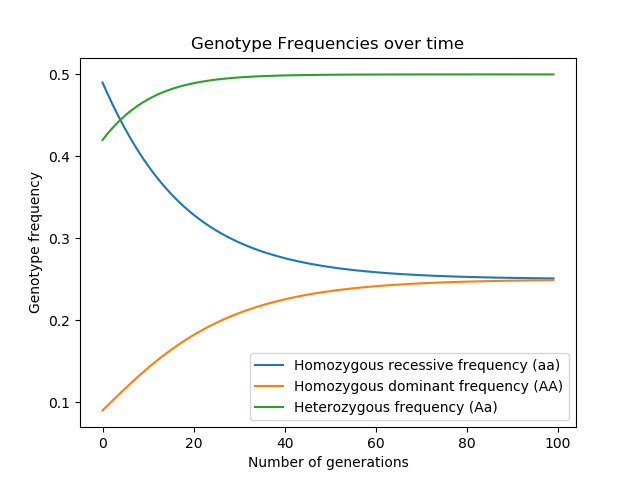 Genotype Frequencies over time
Genotype frequency
0.5
0.4
0.3
0.2
0.1
Homozygous recessive frequency (aa)
Homozygous dominant frequency (AA)
Heterozygous frequency (Aa)
0 20 40 60 80 100
Number of generations